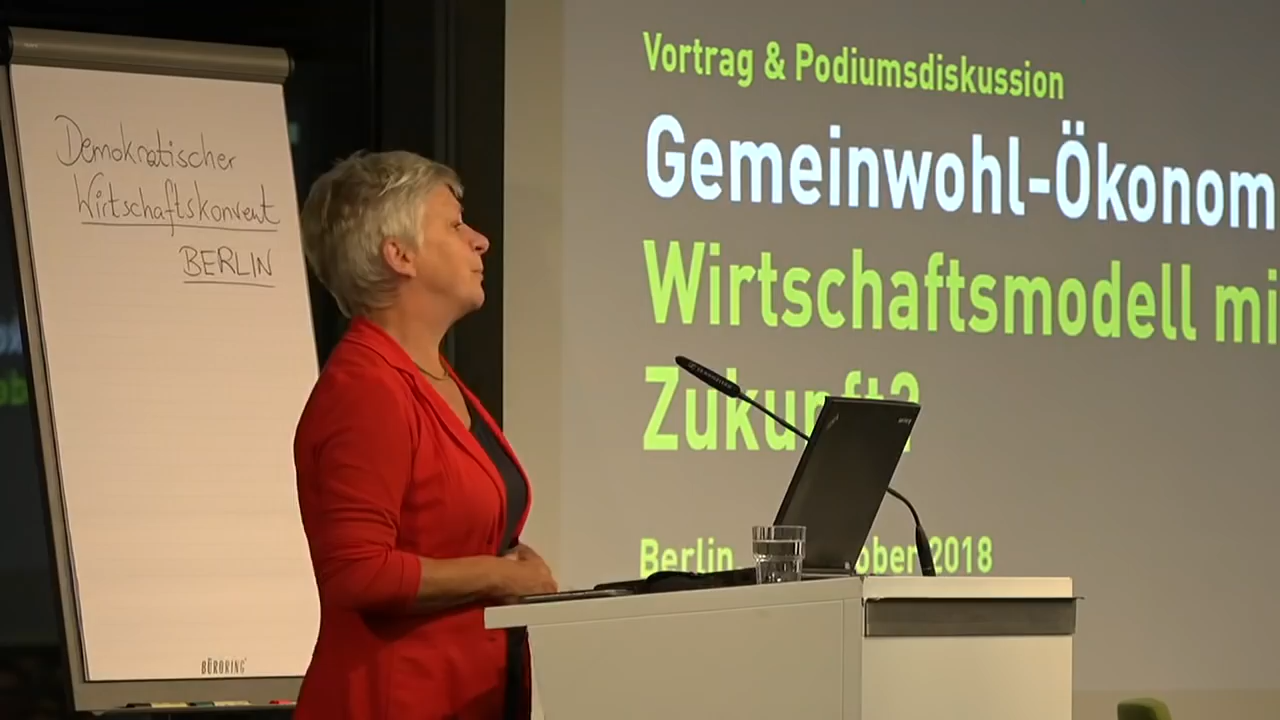 Demokratischer
Wirtschaftskonvent
BERLIN
BÜRORING
Vortrag & Podiumsdiskussion
Gemeinwohl-Ökonom
Wirtschaftsmodell mi
Zukunft?
Berlin, ober 2018